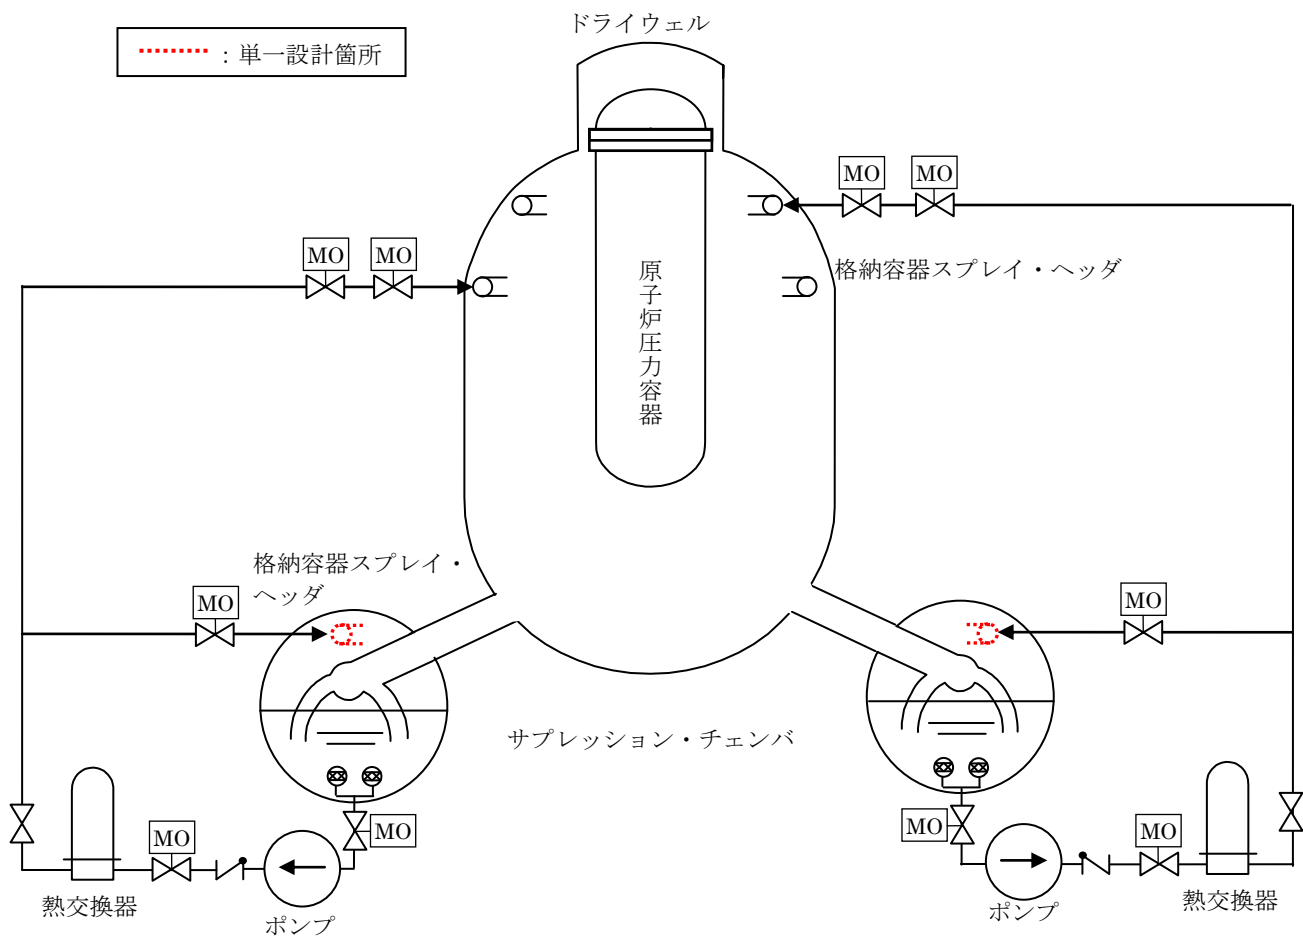 ドライウェル
：単一設計箇所
MO
MO
MO
MO
格納容器スプレイ・ヘッダ
原子炉圧力容器
格納容器スプレイ・
ヘッダ
MO
MO
サプレッション・チェンバ
MO
MO
MO
MO
熱交換器
ポンプ
ポンプ
熱交換器